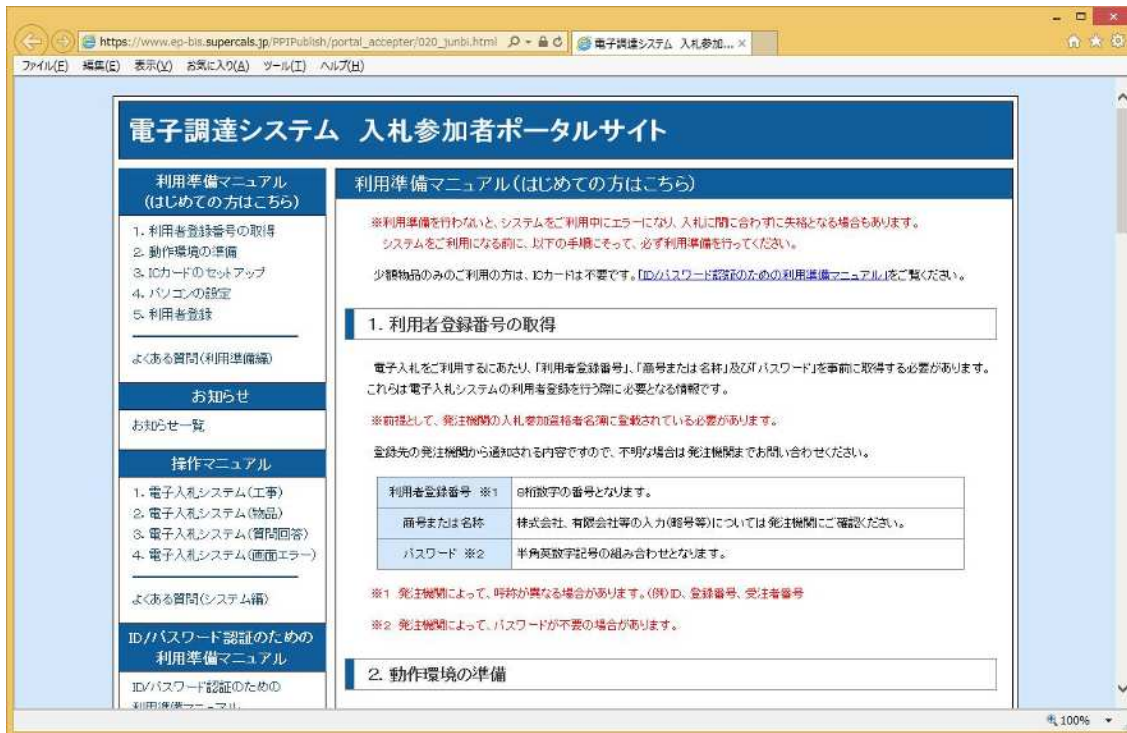 https://www.ep-bis.supercals.jp/PPIPublish/portal_accepter/020_junbi.html
電子調達システム 入札参加...
ファイル(F) 編集(E) 表示(V) お気に入り(A) ツール(T) ヘルプ(H)
電子調達システム 入札参加者ポータルサイト
利用準備マニュアル
(はじめての方はこちら)
1. 利用者登録番号の取得
2. 動作環境の準備
3. ICカードのセットアップ
4. パソコンの設定
5. 利用者登録
よくある質問(利用準備編)
お知らせ
お知らせ一覧
操作マニュアル
1. 電子入札システム(工事)
2. 電子入札システム(物品)
3. 電子入札システム(質問回答)
4. 電子入札システム(画面エラー)
よくある質問(システム編)
ID/パスワード認証のための
利用準備マニュアル
ID/パスワード認証のための
利用準備マニュアル
利用準備マニュアル(はじめての方はこちら)
※利用準備を行わないと、システムをご利用中にエラーになり、入札に間に合わずに失格となる場合もあります。
システムをご利用になる前に、以下の手順にそって、必ず利用準備を行ってください。
少額物品のみのご利用の方は、ICカードは不要です。「ID/パスワード認証のための利用準備マニュアル」をご覧ください。
1. 利用者登録番号の取得
電子入札をご利用するにあたり、「利用者登録番号」、「商号または名称」及び「パスワード」を事前に取得する必要があります。
これらは電子入札システムの利用者登録を行う際に必要となる情報です。
※前提として、発注機関の入札参加資格者名簿に登載されている必要があります。
登録先の発注機関から通知される内容ですので、不明な場合は発注機関までお問い合わせください。
利用者登録番号 ※1 8桁数字の番号となります。
商号または名称 株式会社、有限会社等の入力(略号等)については発注機関にご確認ください。
パスワード ※2 半角英数字記号の組み合わせとなります。
※1 発注機関によって、呼称が異なる場合があります。(例)ID、登録番号、受注者番号
※2 発注機関によって、パスワードが不要の場合があります。
2. 動作環境の準備
100%